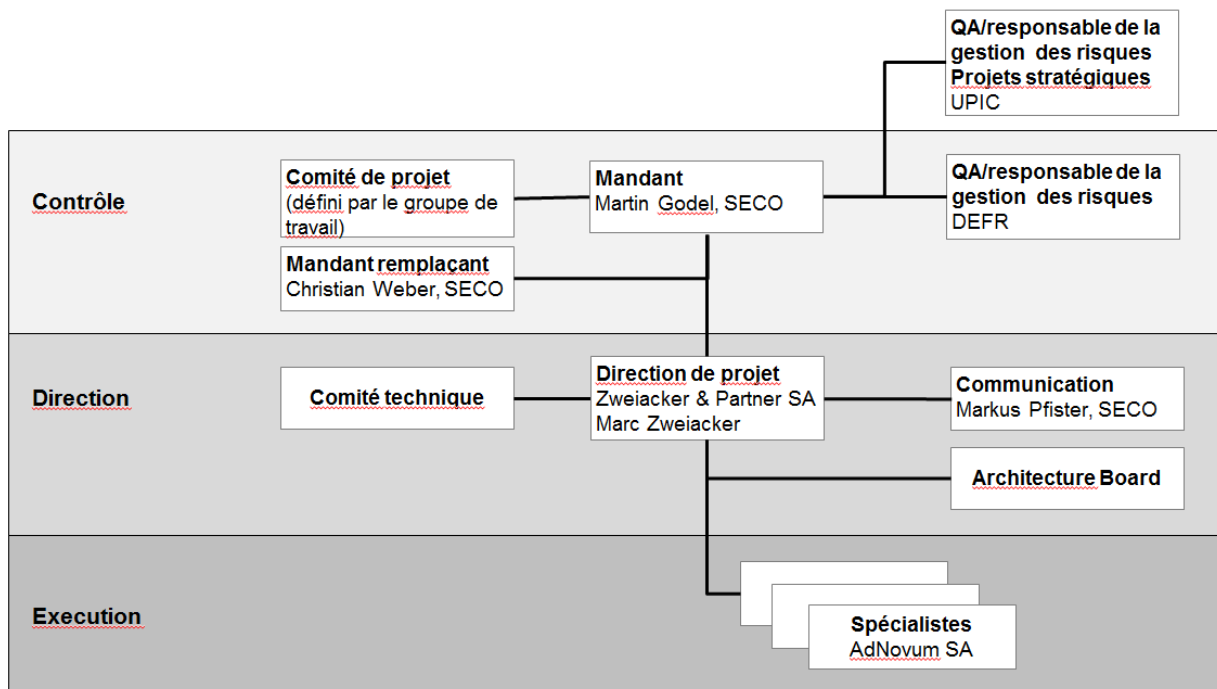 QA/responsable de la
gestion des risques
Projets stratégiques
UPIC
Contrôle
Comité de projet
(défini par le groupe de
travail)
Mandant
Martin Godel, SECO
QA/responsable de la
gestion des risques
DEFR
Mandant remplaçant
Christian Weber, SECO
Direction
Comité technique
Direction de projet
Zweiacker & Partner SA
Marc Zweiacker
Communication
Markus Pfister, SECO
Architecture Board
Execution
Spécialistes
AdNovum SA